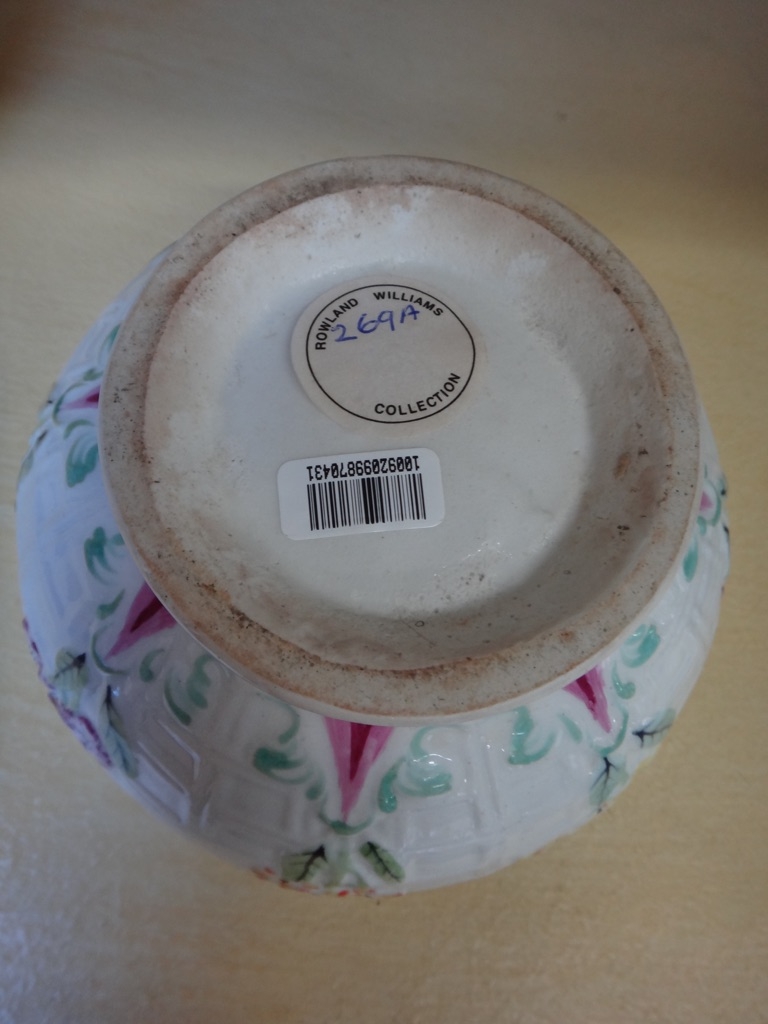 ROWLAND WILLIAMS
269A
COLLECTION
10092099870431